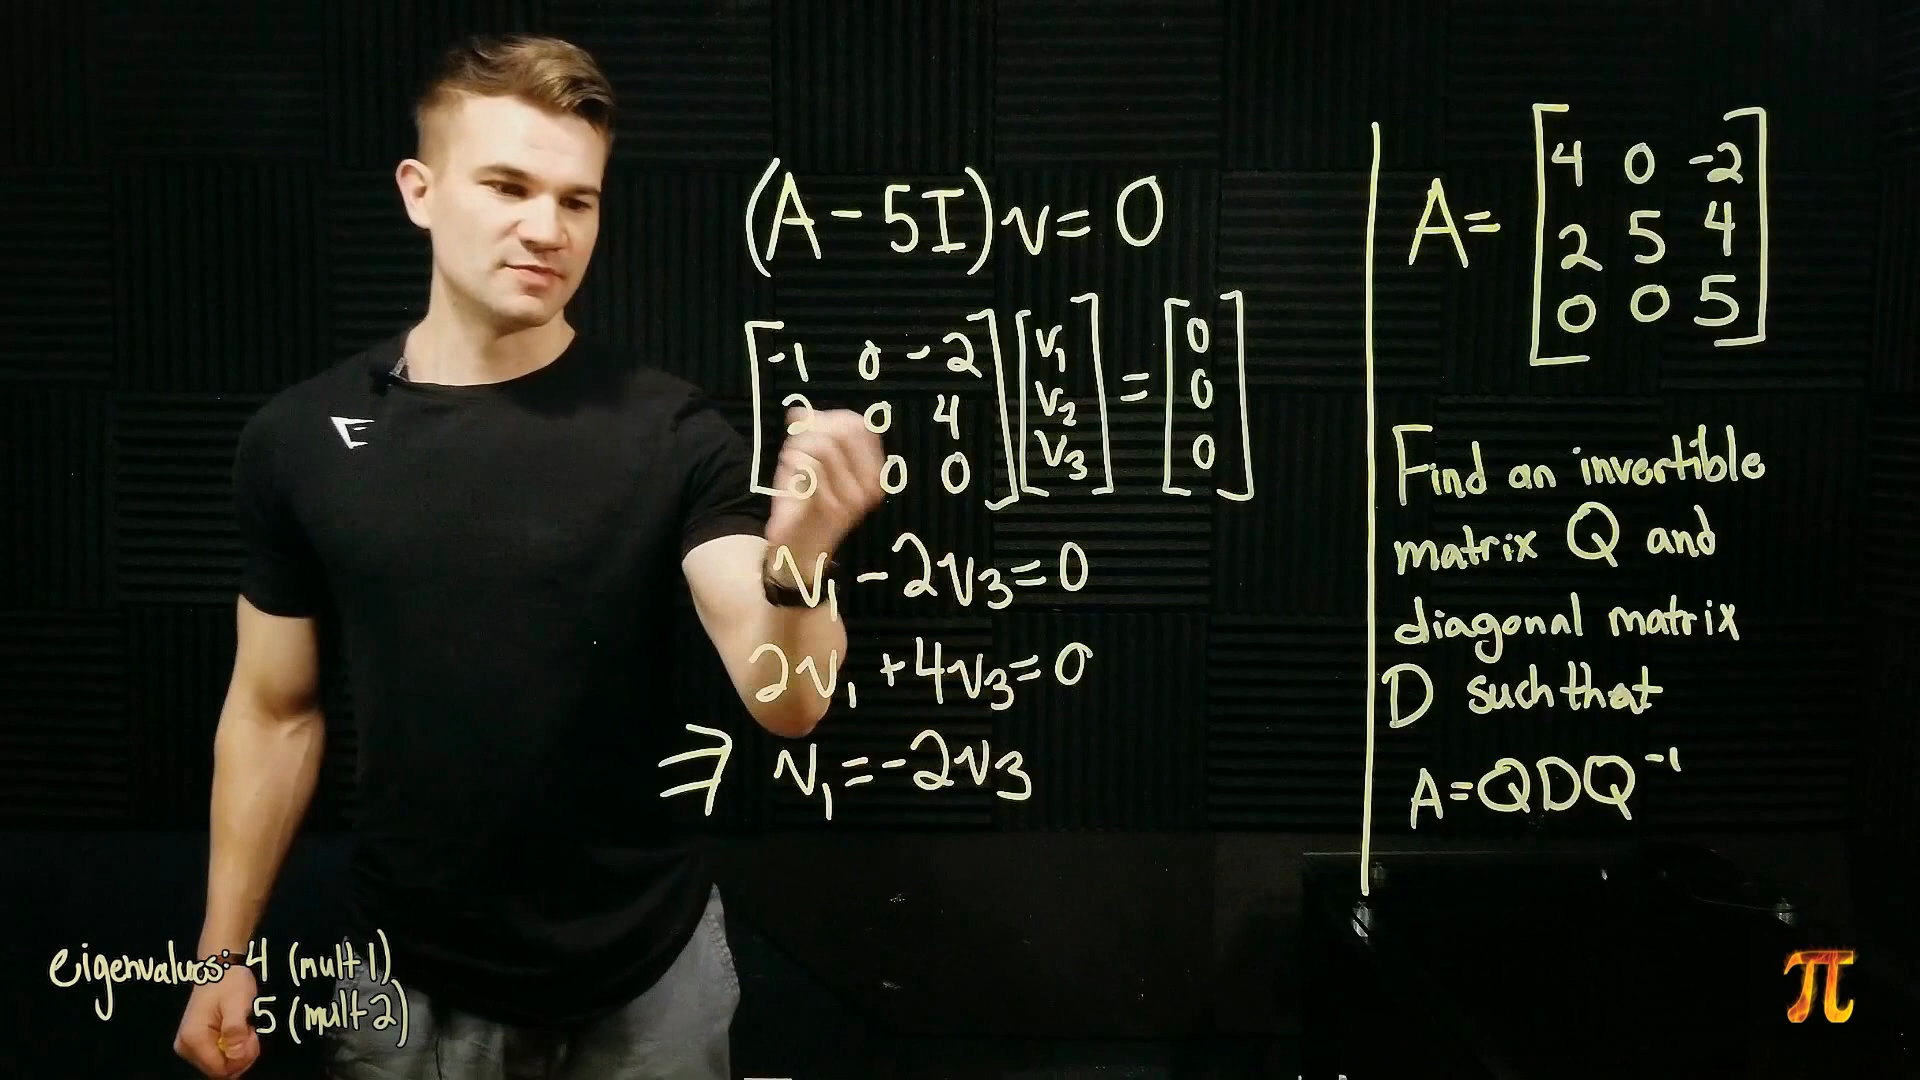 (A - 5I)v = 0
[-1 0 -2] [v₁] = [0]
[2 0 4] [v₂] [0]
[0 0 0] [v₃] [0]
v₁ - 2v₃ = 0
2v₁ + 4v₃ = 0
⇒ v₁ = -2v₃
eigenvalues: 4 (mult 1)
5 (mult 2)
A = [4 0 -2]
[2 5 4]
[0 0 5]
Find an invertible
matrix Q and
diagonal matrix
D such that
A = QDQ⁻¹
π